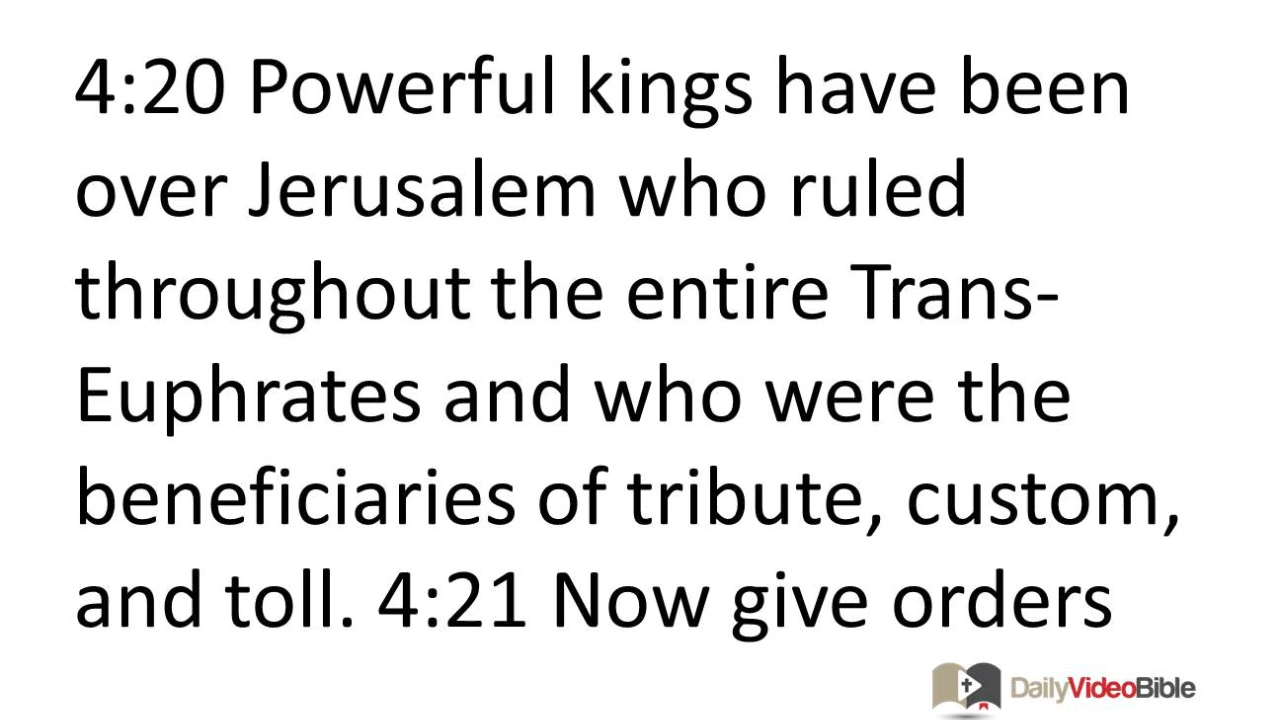 4:20 Powerful kings have been
over Jerusalem who ruled
throughout the entire Trans-
Euphrates and who were the
beneficiaries of tribute, custom,
and toll. 4:21 Now give orders
DailyVideoBible